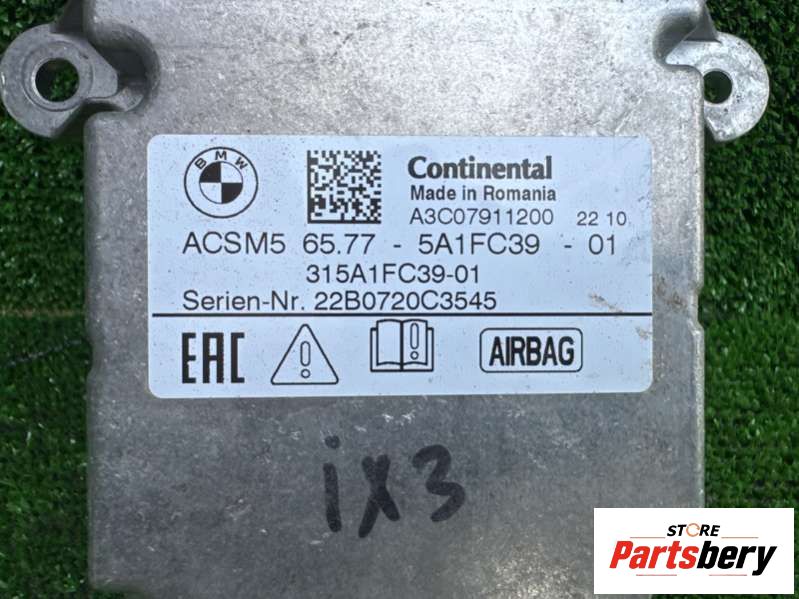 BMW
Continental
Made in Romania
A3C07911200 22 10
ACSM5 65.77 - 5A1FC39 - 01
315A1FC39-01
Serien-Nr. 22B0720C3545
EAC AIRBAG
ix3
STORE
Partsbery